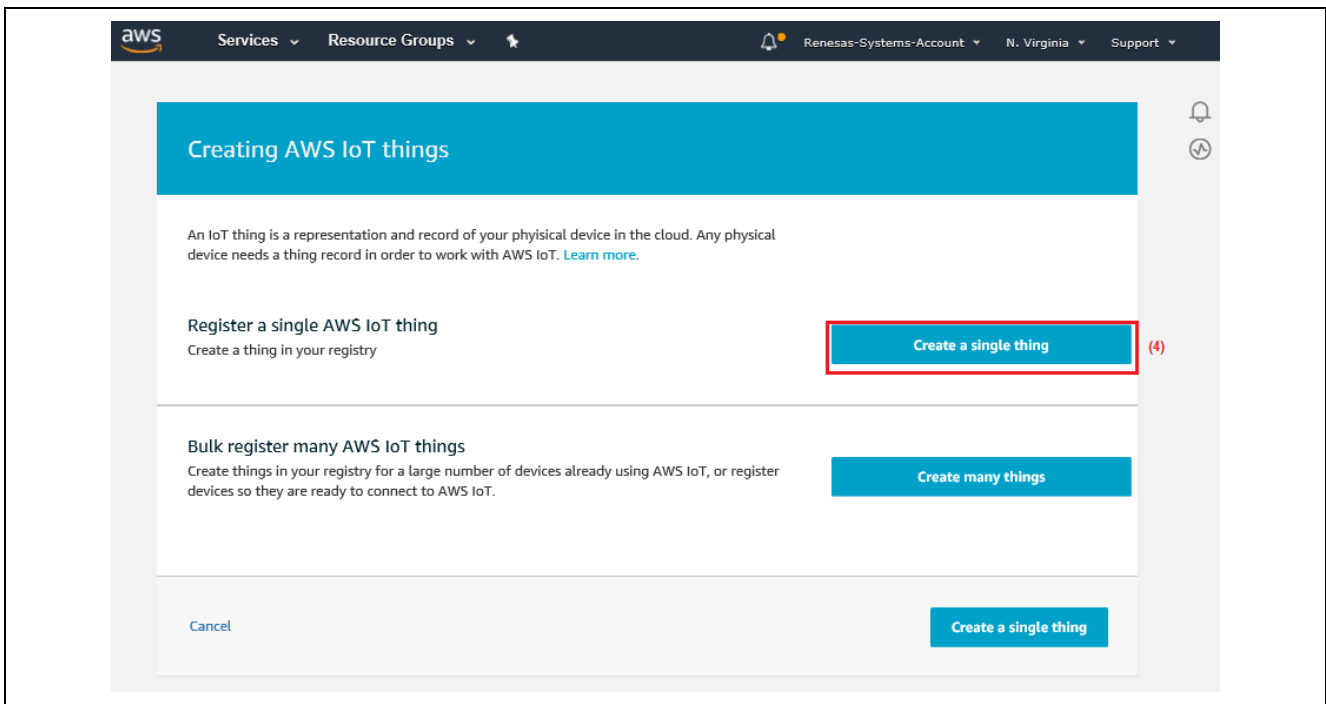 aws Services Resource Groups Renesas-Systems-Account N. Virginia Support
Creating AWS IoT things
An IoT thing is a representation and record of your phyisical device in the cloud. Any physical
device needs a thing record in order to work with AWS IoT. Learn more.
Register a single AWS IoT thing
Create a thing in your registry
Create a single thing
(4)
Bulk register many AWS IoT things
Create things in your registry for a large number of devices already using AWS IoT, or register
devices so they are ready to connect to AWS IoT.
Create many things
Cancel
Create a single thing